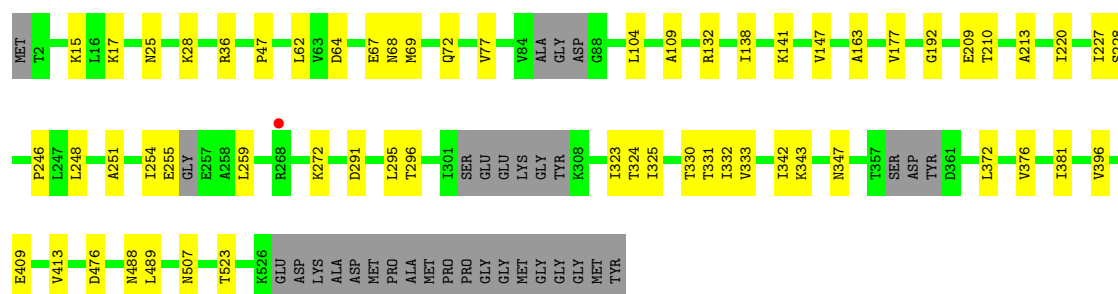 MET T2 K15 L16 K17 N25 K28 R36 P47 L62 V63 D64 E67 N68 M69 Q72 V77 V84 ALA GLY ASP G88 L104 A109 R132 I138 K141 V147 A163 V177 G192 E209 T210 A213 I220 I227 S228
P246 L247 L248 A251 I254 E255 GLY E257 A258 L259 R268 K272 D291 L295 T296 I301 SER GLU GLU LYS GLY TYR K308 I323 T324 I325 T330 T331 I332 V333 I342 K343 N347 T357 SER ASP TYR D361 L372 V376 I381 V396
E409 V413 D476 N488 L489 N507 T523 K526 GLU ASP LYS ALA ASP MET PRO ALA MET PRO PRO GLY GLY MET GLY GLY GLY MET TYR